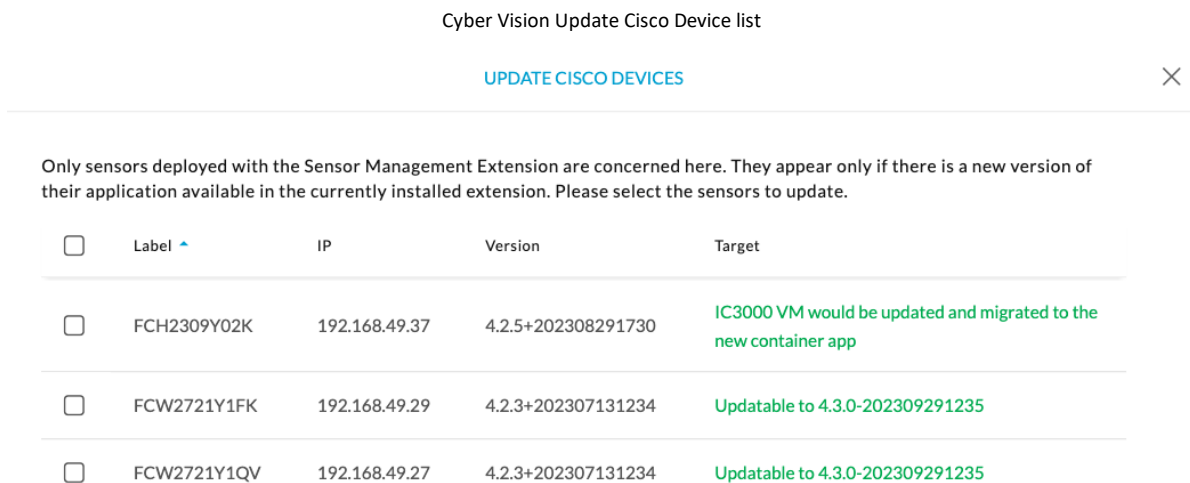 Cyber Vision Update Cisco Device list
UPDATE CISCO DEVICES
Only sensors deployed with the Sensor Management Extension are concerned here. They appear only if there is a new version of
their application available in the currently installed extension. Please select the sensors to update.
Label IP Version Target
FCH2309Y02K 192.168.49.37 4.2.5+202308291730 IC3000 VM would be updated and migrated to the
new container app
FCW2721Y1FK 192.168.49.29 4.2.3+202307131234 Updatable to 4.3.0-202309291235
FCW2721Y1QV 192.168.49.27 4.2.3+202307131234 Updatable to 4.3.0-202309291235